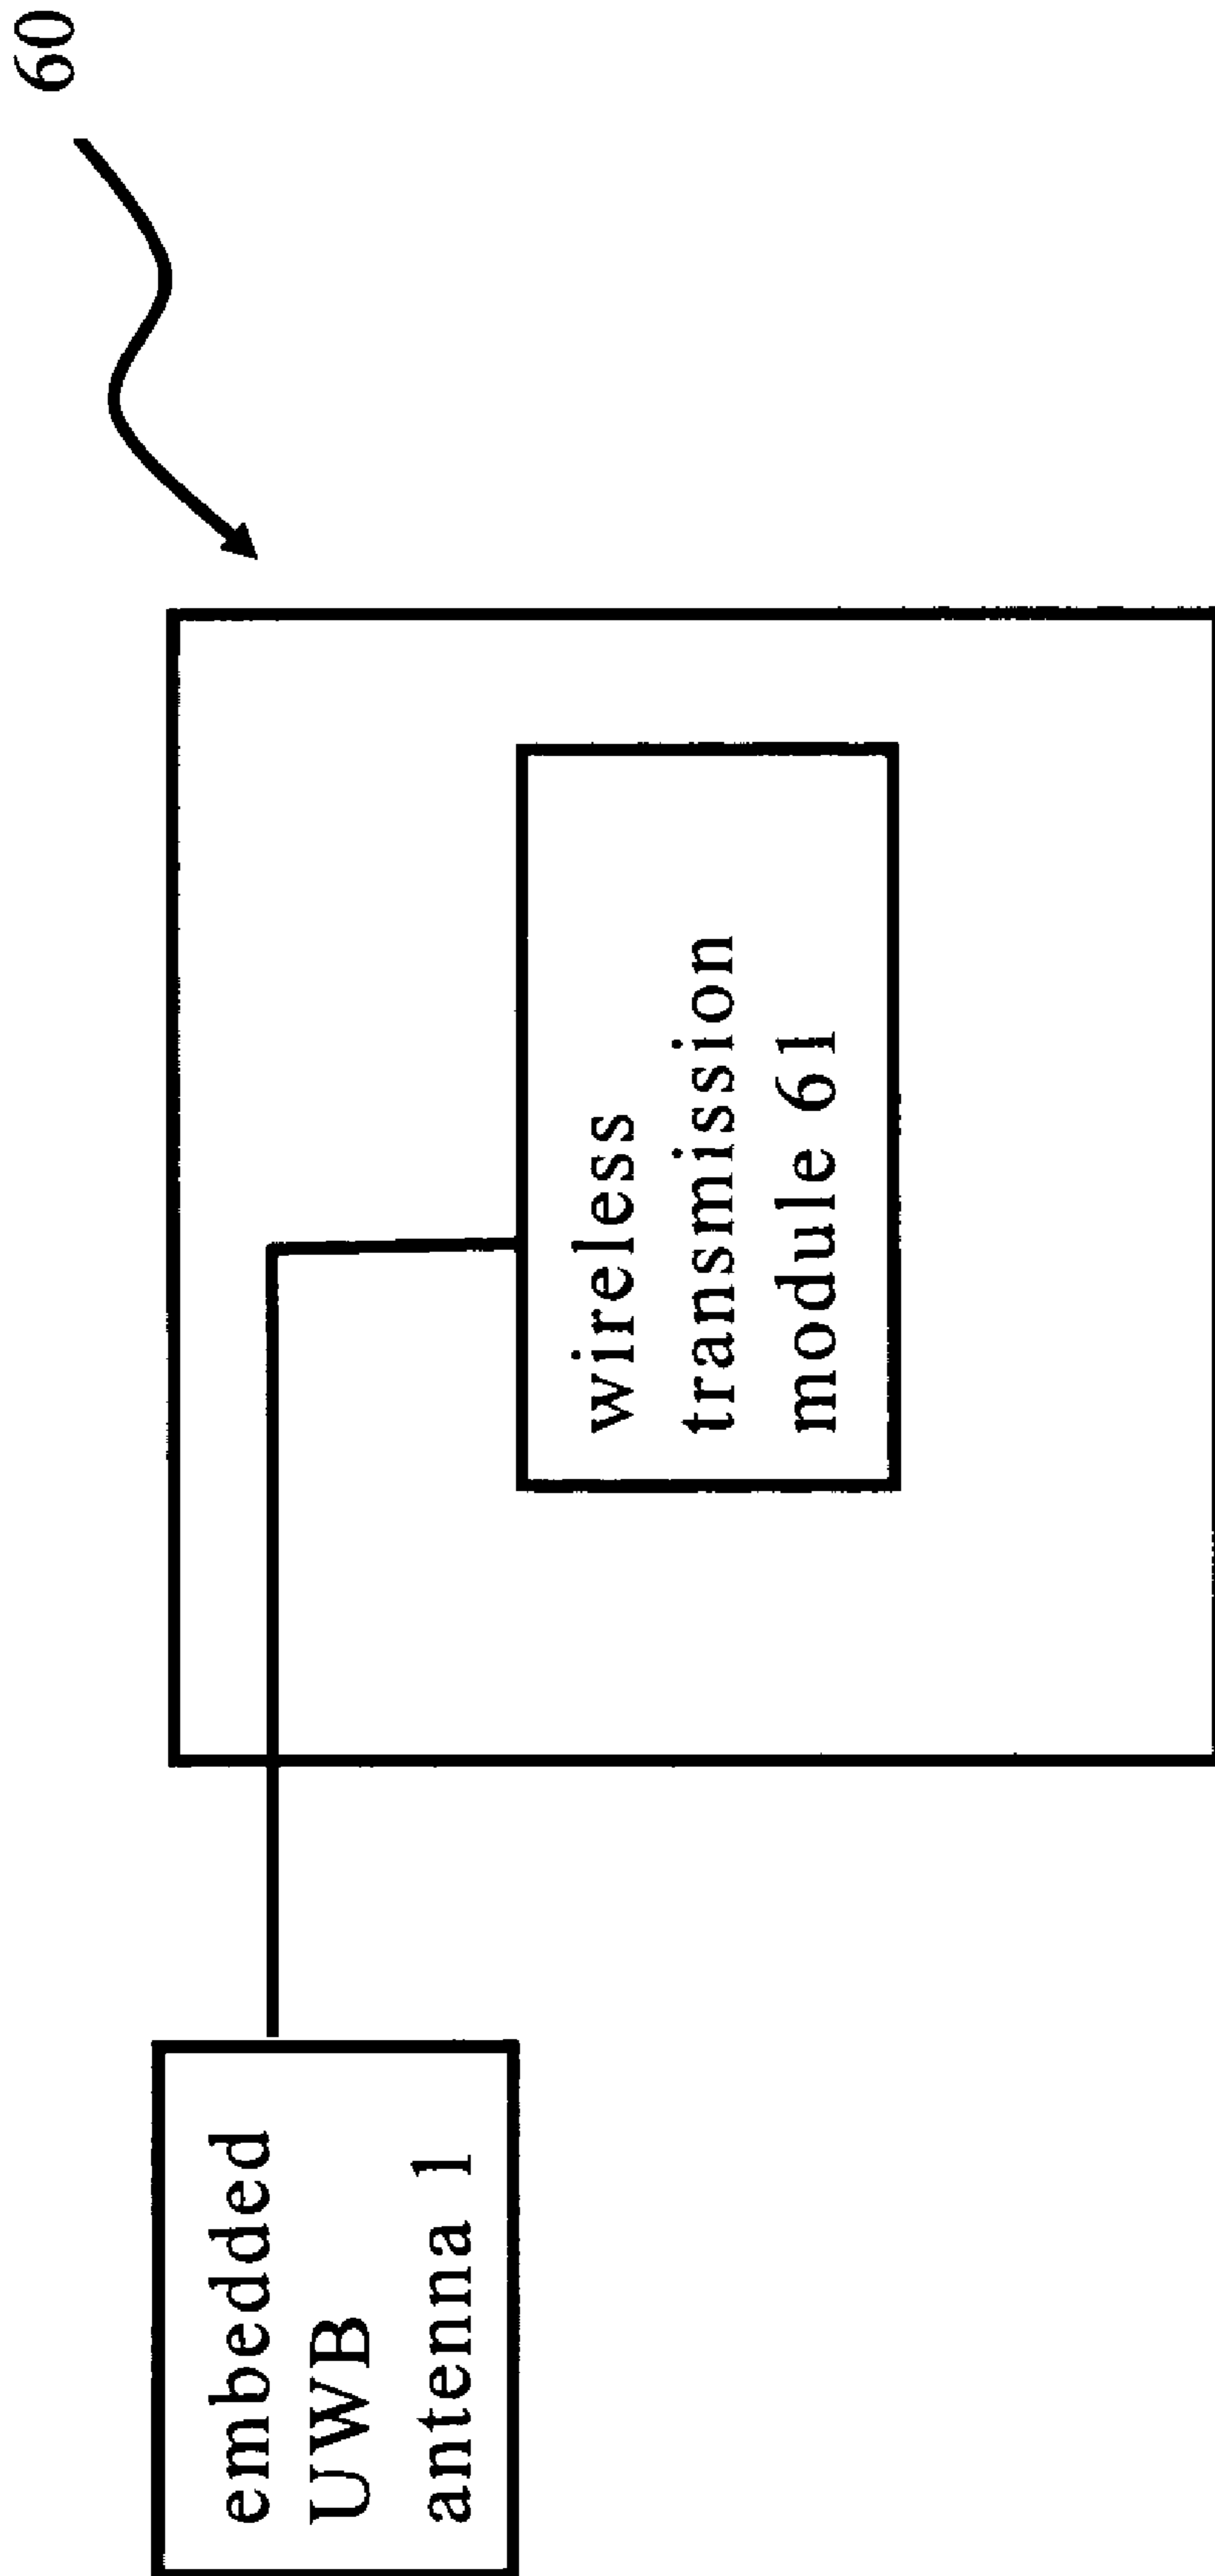 60
embedded
UWB
antenna 1
wireless
transmission
module 61